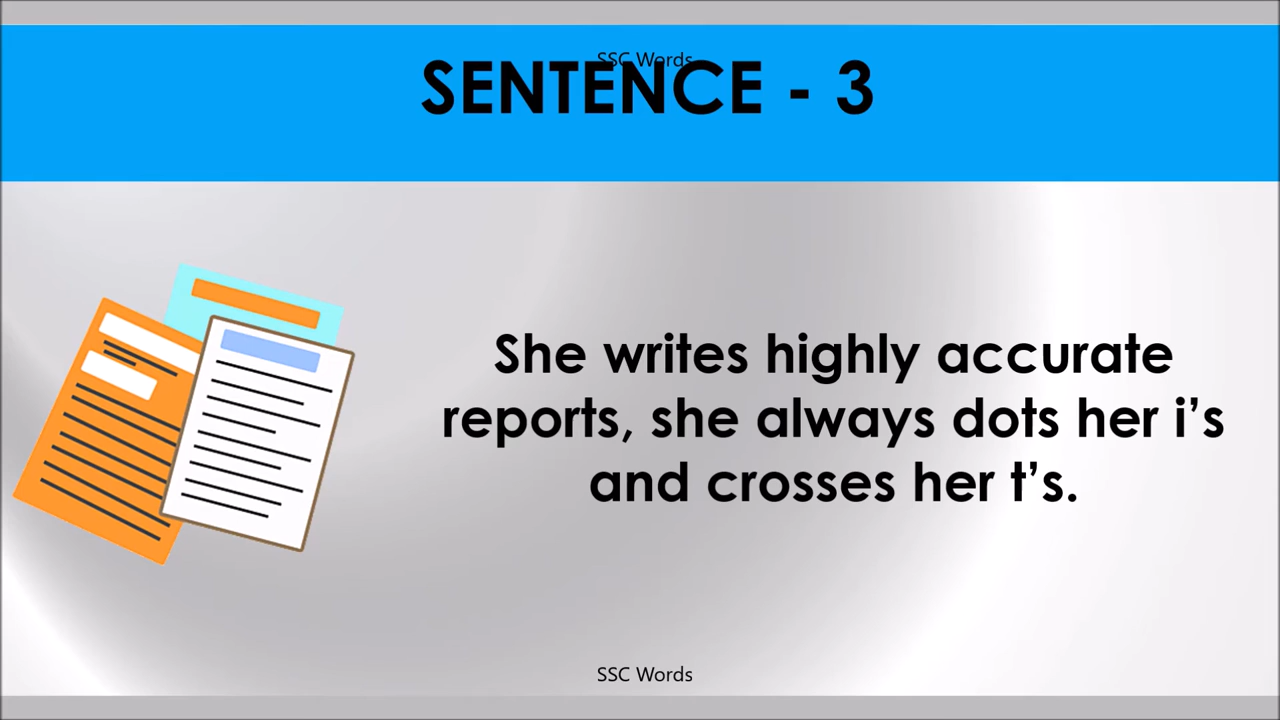 SSC Words
SENTENCE - 3
She writes highly accurate
reports, she always dots her i’s
and crosses her t’s.
SSC Words